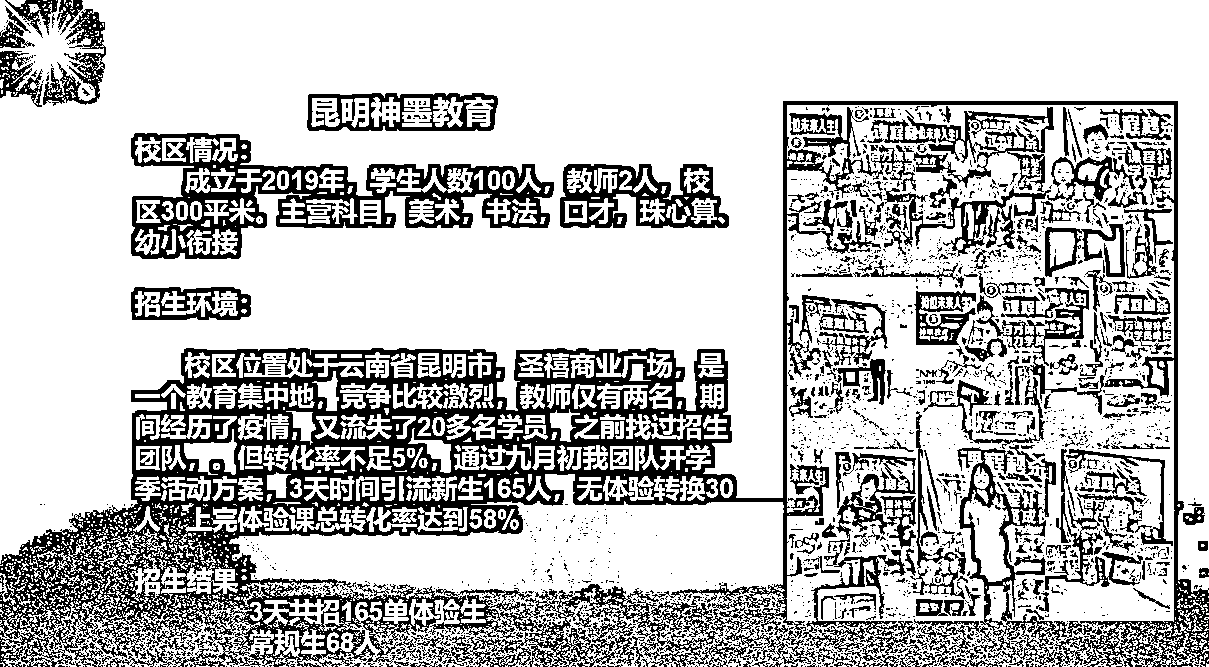 昆明神墨教育
校区情况：
成立于2019年，学生人数100人，教师2人，校
区300平米。主营科目，美术，书法，口才，珠心算、
幼小衔接
招生环境：
校区位置处于云南省昆明市，圣禧商业广场，是
一个教育集中地，竞争比较激烈，教师仅有两名，期
间经历了疫情，又流失了20多名学员，之前找过招生
团队，。但转化率不足5%，通过九月初我团队开学
季活动方案，3天时间引流新生165人，无体验转换30
人，上完体验课总转化率达到58%
招生结果：
3天共招165单体验生
常规生68人